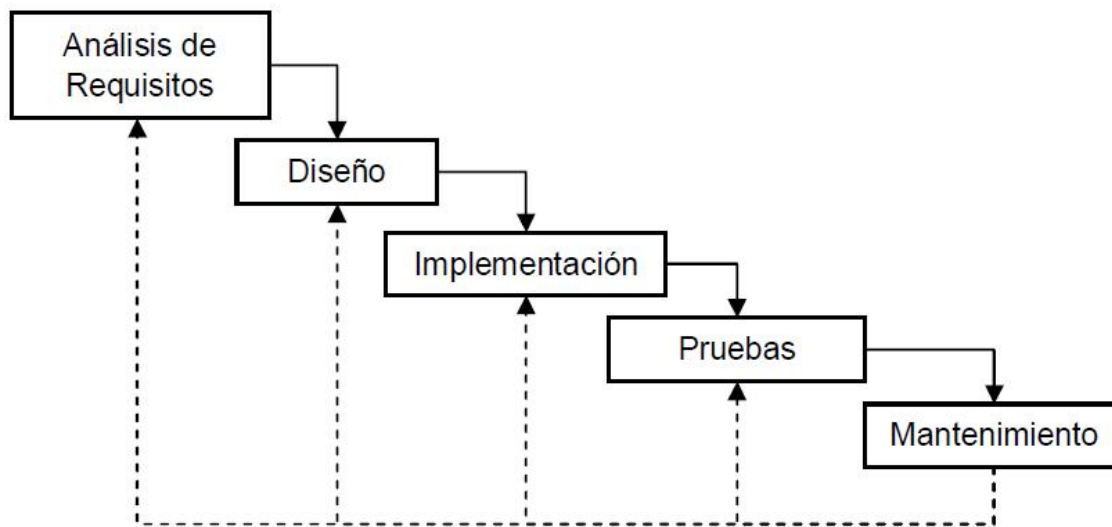 Análisis de
Requisitos
Diseño
Implementación
Pruebas
Mantenimiento